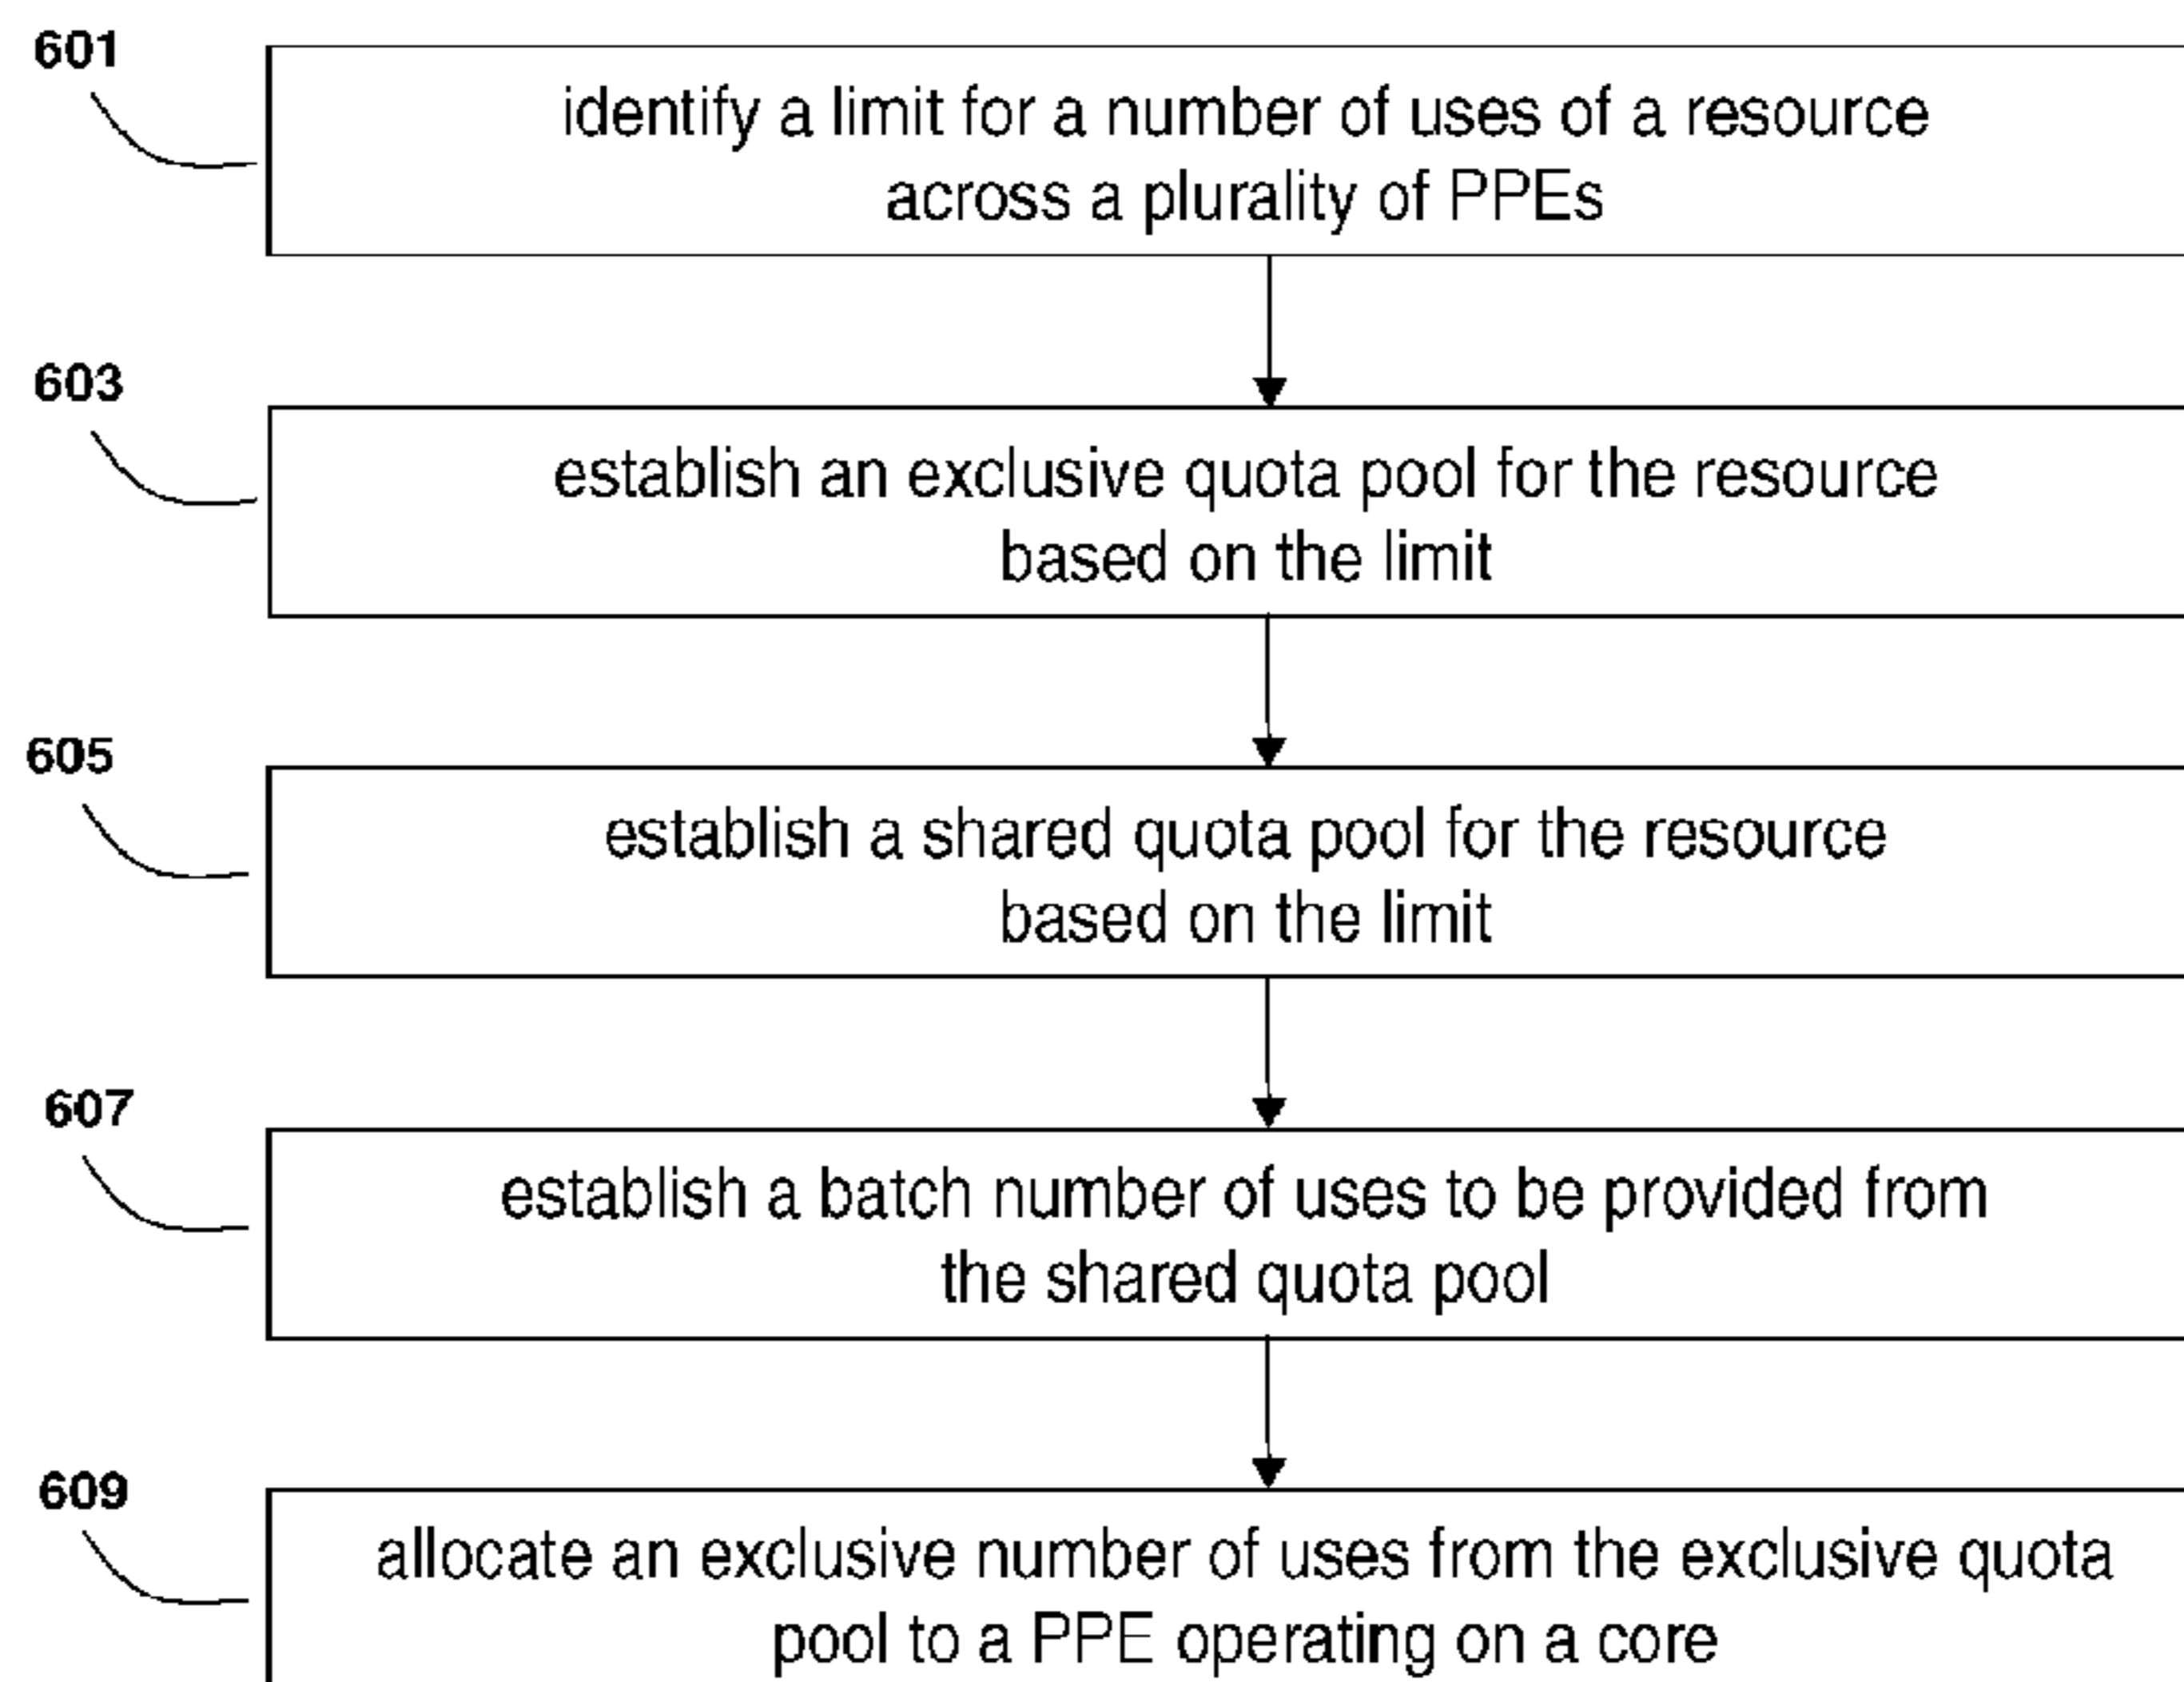 601
identify a limit for a number of uses of a resource
across a plurality of PPEs
603
establish an exclusive quota pool for the resource
based on the limit
605
establish a shared quota pool for the resource
based on the limit
607
establish a batch number of uses to be provided from
the shared quota pool
609
allocate an exclusive number of uses from the exclusive quota
pool to a PPE operating on a core